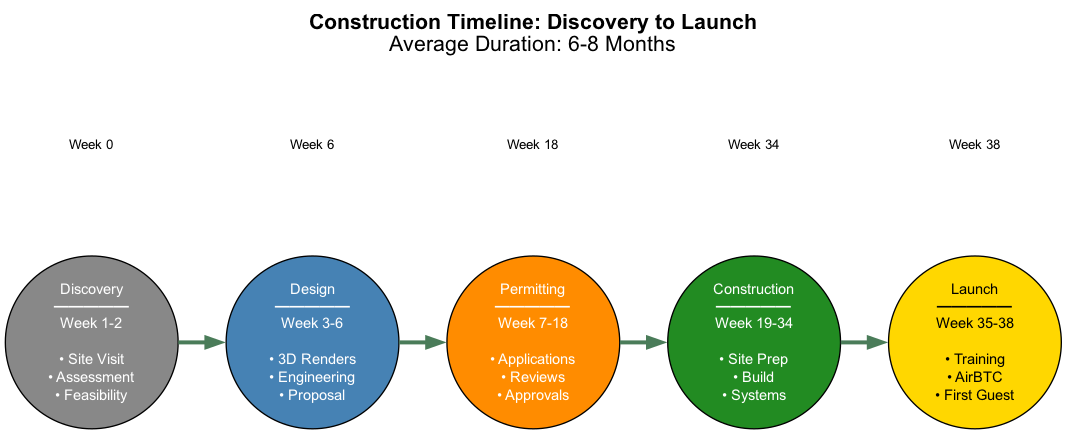 Construction Timeline: Discovery to Launch
Average Duration: 6-8 Months
Week 0
Week 6
Week 18
Week 34
Week 38
Discovery
Week 1-2
• Site Visit
• Assessment
• Feasibility
Design
Week 3-6
• 3D Renders
• Engineering
• Proposal
Permitting
Week 7-18
• Applications
• Reviews
• Approvals
Construction
Week 19-34
• Site Prep
• Build
• Systems
Launch
Week 35-38
• Training
• AirBTC
• First Guest